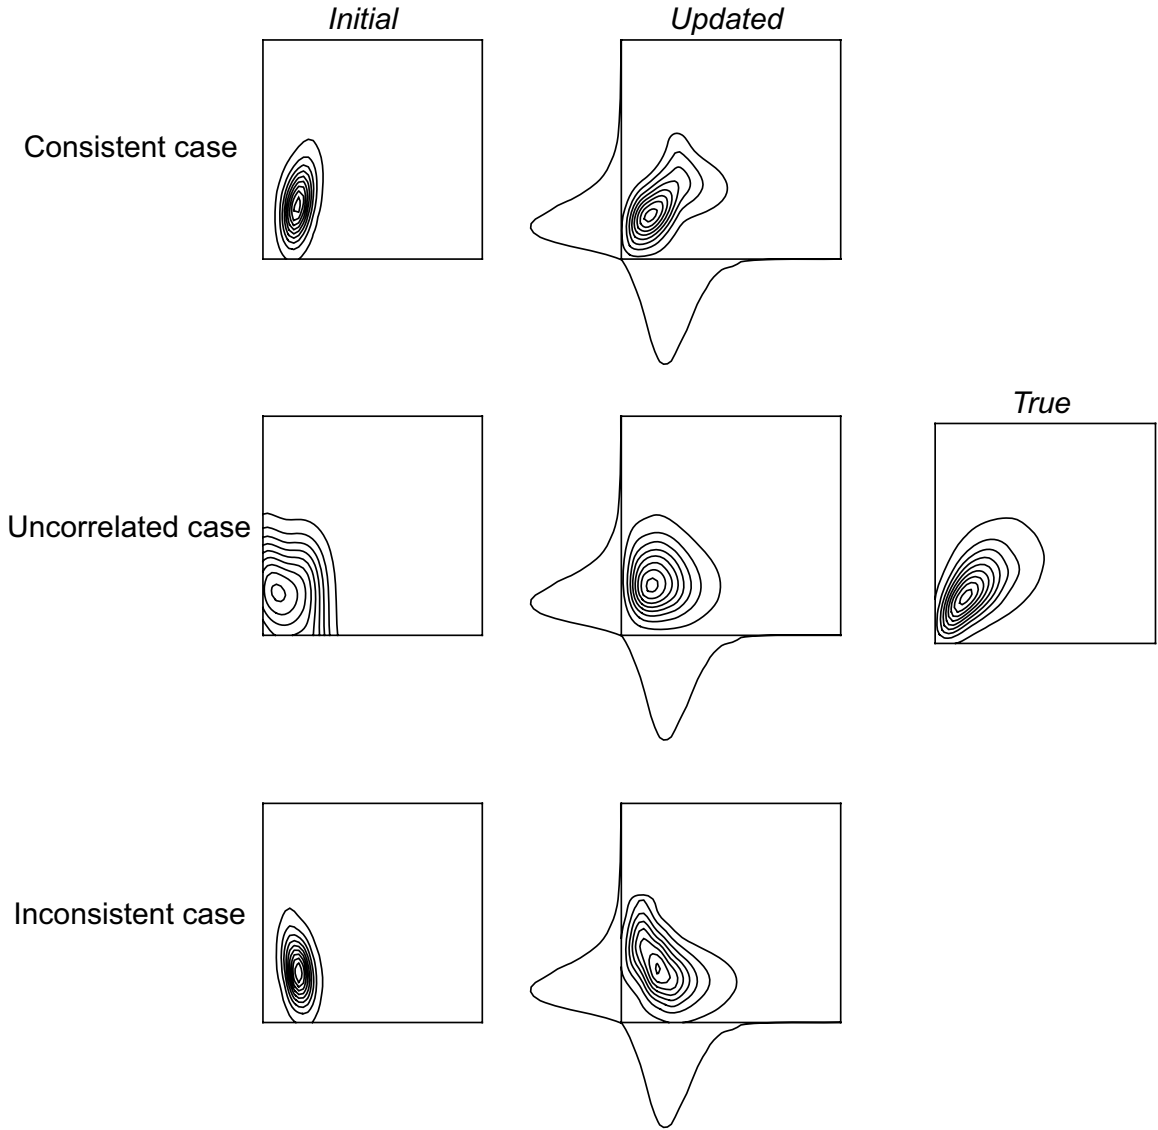 Initial
Updated
Consistent case
True
Uncorrelated case
Inconsistent case